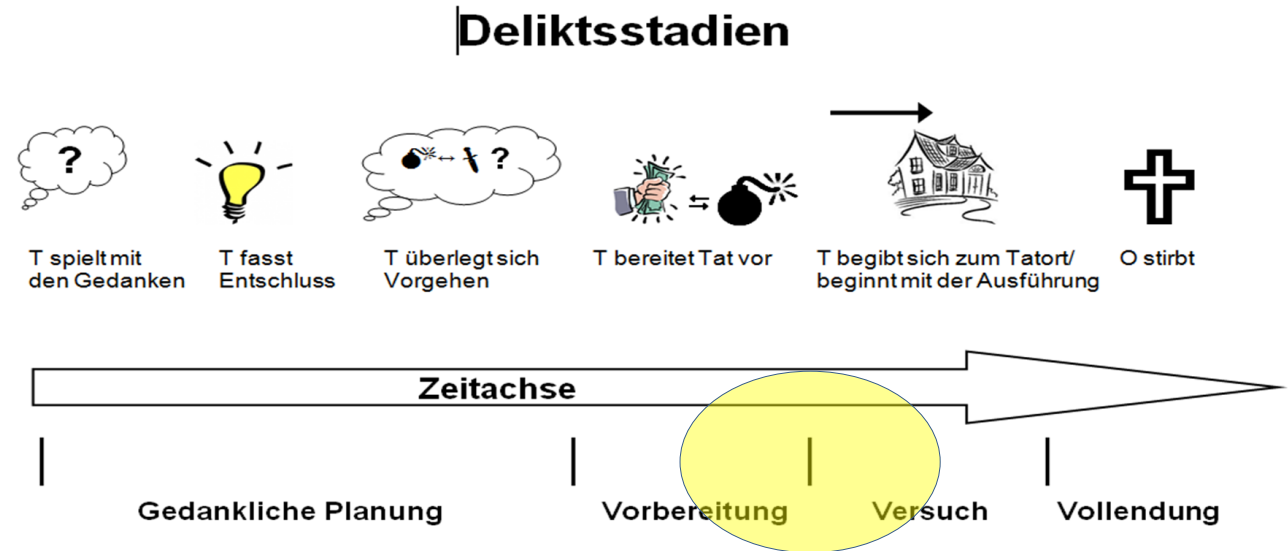 Deliktsstadien
?
?
T spielt mit
den Gedanken
T fasst
Entschluss
T überlegt sich
Vorgehen
T bereitet Tat vor
T begibt sich zum Tatort/
beginnt mit der Ausführung
O stirbt
Zeitachse
Gedankliche Planung
Vorbereitung
Versuch
Vollendung